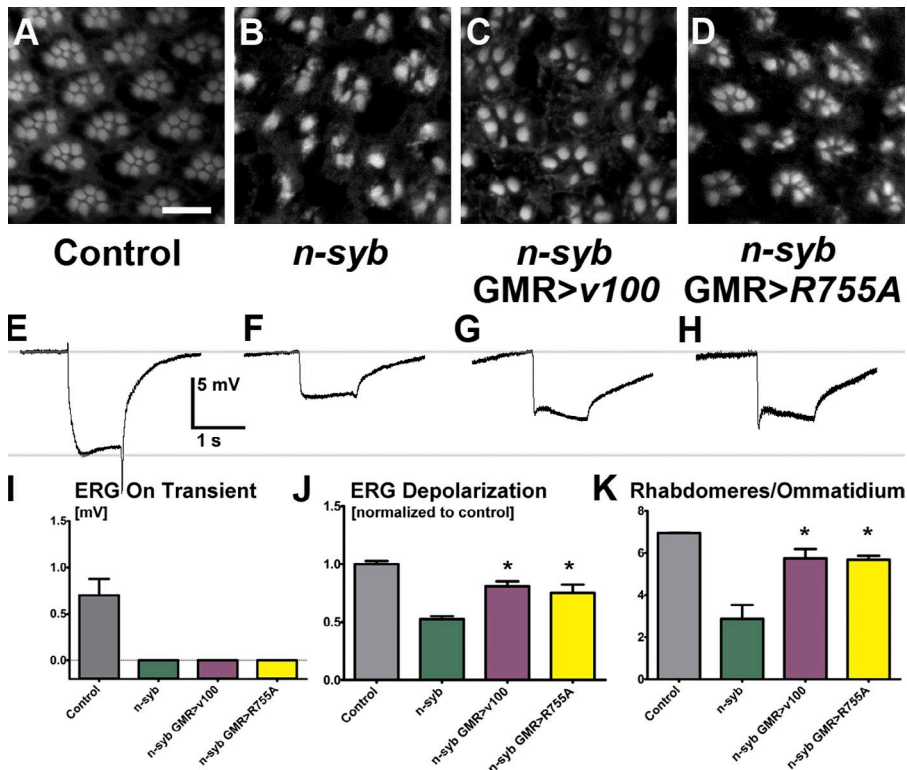 A B C D
Control n-syb n-syb n-syb
GMR>v100 GMR>R755A
E F G H
5 mV
1 s
I ERG On Transient
[mV]
1.5
1.0
0.5
0.0
Control
n-syb
n-syb GMR>v100
n-syb GMR>R755A
J ERG Depolarization
[normalized to control]
1.5
1.0
0.5
0.0
Control
n-syb
n-syb GMR>v100
n-syb GMR>R755A
* *
K Rhabdomeres/Ommatidium
8
6
4
2
0
Control
n-syb
n-syb GMR>v100
n-syb GMR>R755A
* *